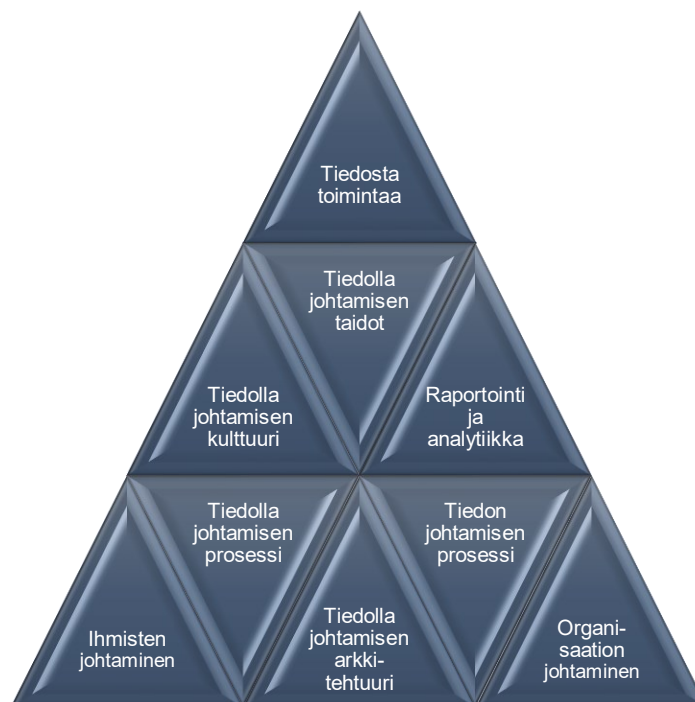 Tiedosta
toimintaa
Tiedolla
johtamisen
taidot
Tiedolla
johtamisen
kulttuuri
Raportointi
ja
analytiikka
Tiedolla
johtamisen
prosessi
Tiedon
johtamisen
prosessi
Ihmisten
johtaminen
Tiedolla
johtamisen
arkki-
tehtuuri
Organi-
saation
johtaminen